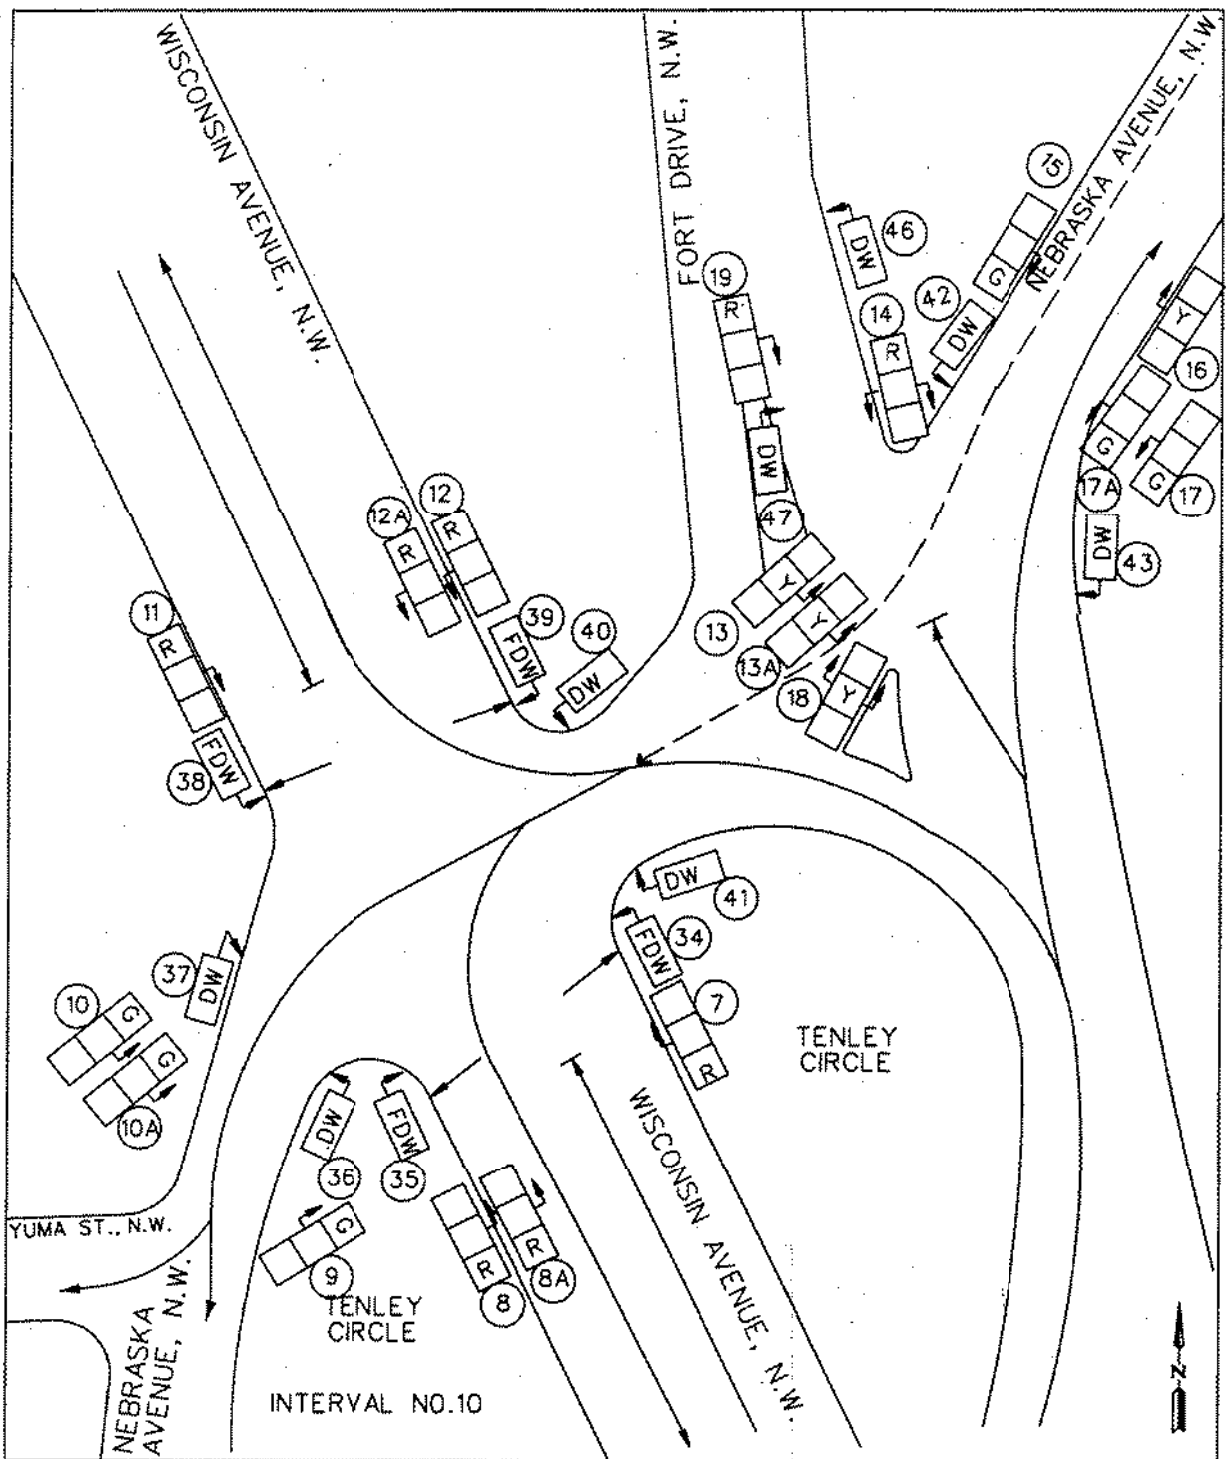 WISCONSIN AVENUE, N.W.
FORT DRIVE, N.W.
NEBRASKA AVENUE, N.W.
15
G
46
DW
42
DW
19
R
14
R
Y
16
G
17A
G
17
DW
43
DW
47
12A
R
12
R
39
FDW
40
DW
11
R
FDW
38
Y
13
Y
13A
Y
18
DW
41
FDW
34
7
R
37
DW
10
G
G
10A
TENLEY
CIRCLE
DW
36
FDW
35
G
9
R
8
R
8A
WISCONSIN AVENUE, N.W.
YUMA ST., N.W.
NEBRASKA
AVENUE, N.W.
TENLEY
CIRCLE
INTERVAL NO.10
N